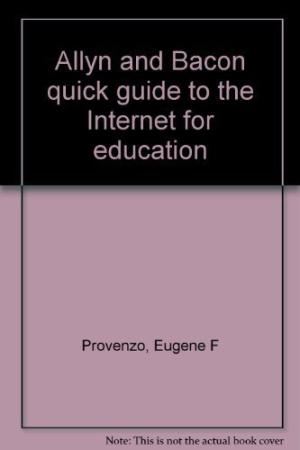 Allyn and Bacon
quick guide to the
Internet for
education
Provenzo, Eugene F
Note: This is not the actual book cover